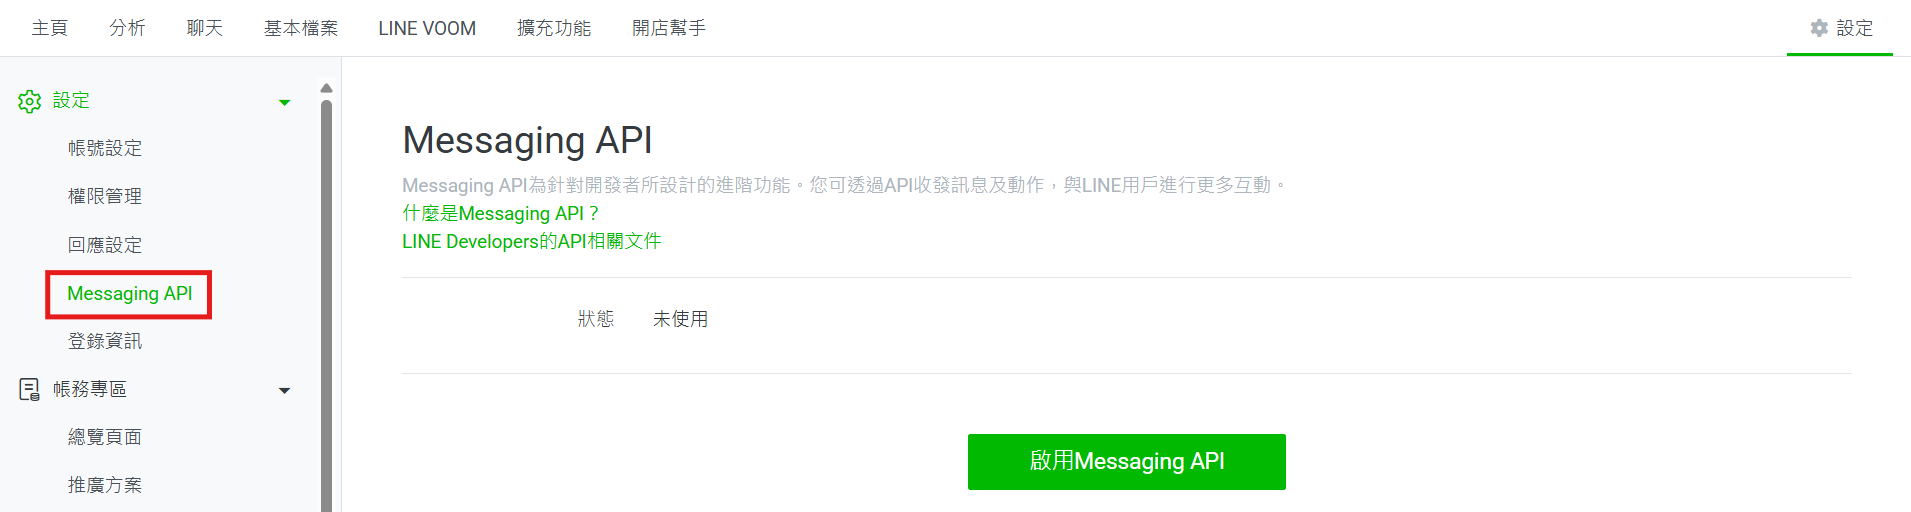 主頁 分析 聊天 基本檔案 LINE VOOM 擴充功能 開店幫手 設定
設定
帳號設定
權限管理
回應設定
Messaging API
登錄資訊
帳務專區
總覽頁面
推廣方案
Messaging API
Messaging API為針對開發者所設計的進階功能。您可透過API收發訊息及動作，與LINE用戶進行更多互動。
什麼是Messaging API？
LINE Developers的API相關文件
狀態 未使用
啟用Messaging API